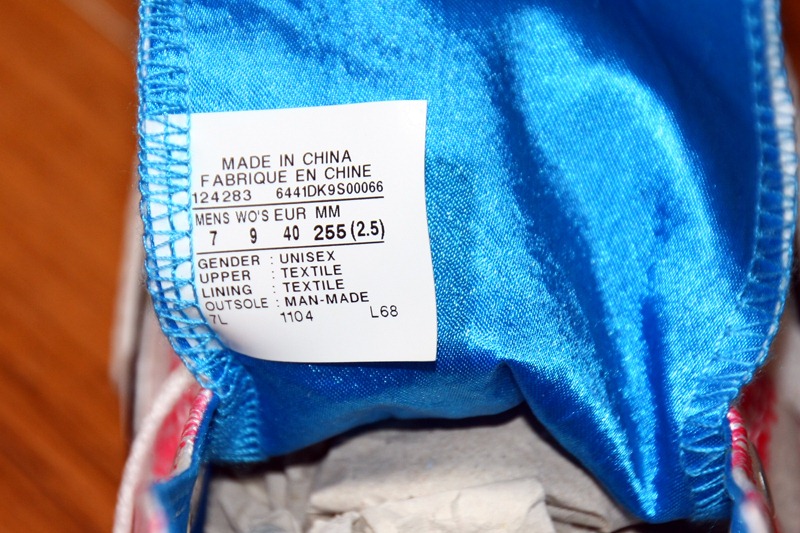 MADE IN CHINA
FABRIQUE EN CHINE
124283 6441DK9S00066
MENS WO'S EUR MM
7 9 40 255 (2.5)
GENDER : UNISEX
UPPER : TEXTILE
LINING : TEXTILE
OUTSOLE : MAN-MADE
7L 1104 L68